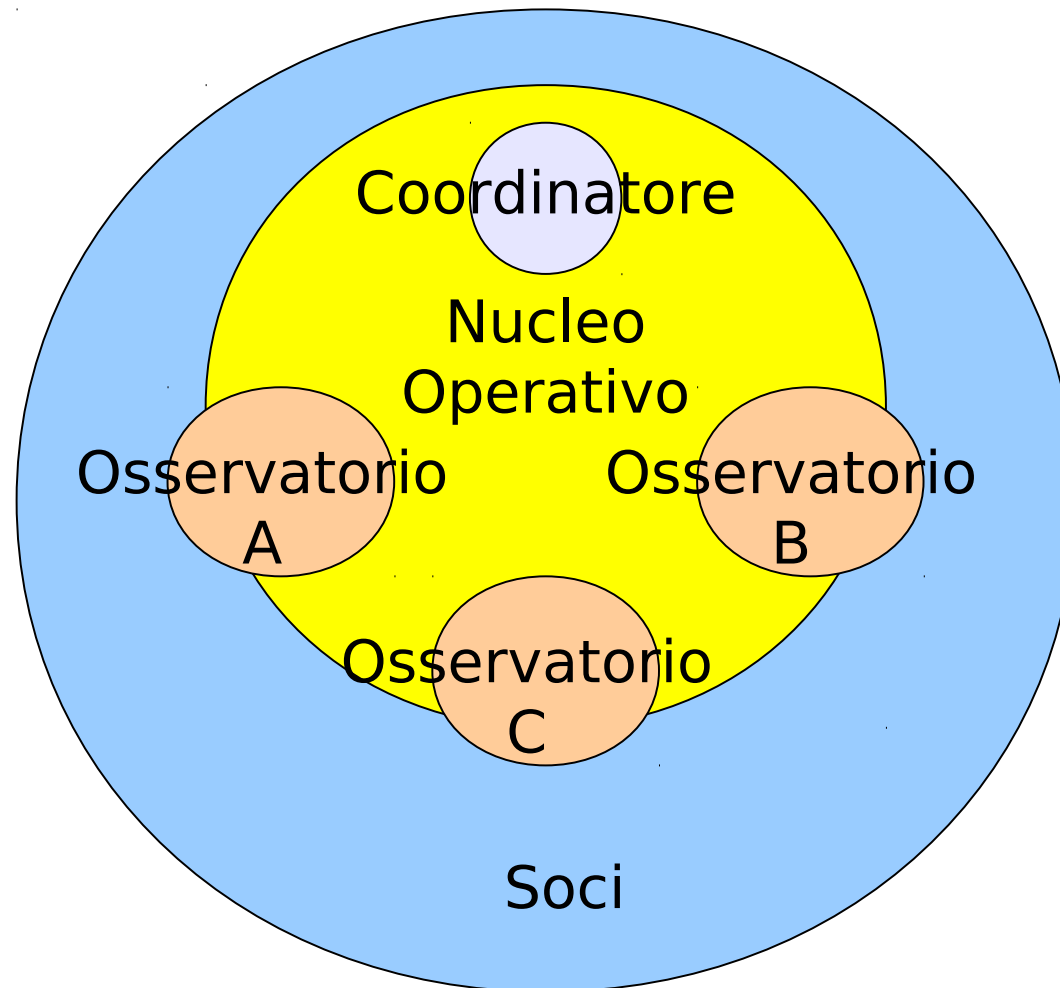 Coordinatore
Nucleo
Operativo
Osservatorio
A
Osservatorio
B
Osservatorio
C
Soci